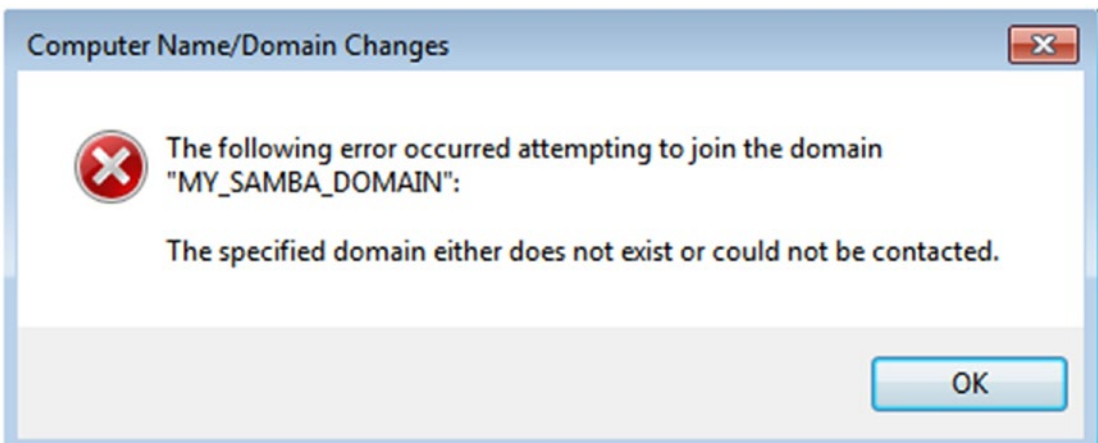 Computer Name/Domain Changes
The following error occurred attempting to join the domain
"MY_SAMBA_DOMAIN":
The specified domain either does not exist or could not be contacted.
OK